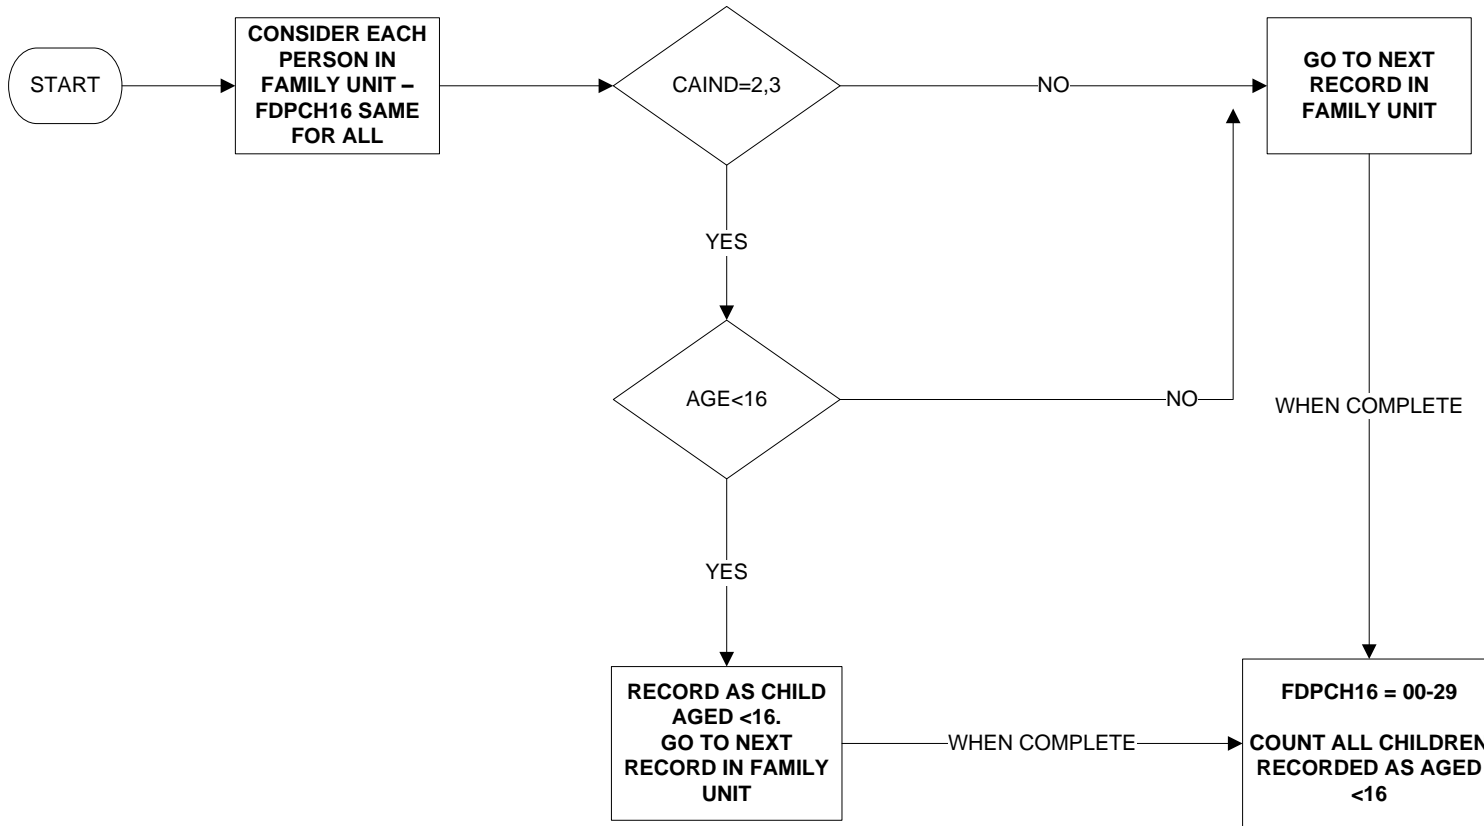 START
CONSIDER EACH
PERSON IN
FAMILY UNIT –
FDPCH16 SAME
FOR ALL
CAIND=2,3
NO
GO TO NEXT
RECORD IN
FAMILY UNIT
YES
AGE<16
NO
WHEN COMPLETE
YES
RECORD AS CHILD
AGED <16.
GO TO NEXT
RECORD IN FAMILY
UNIT
WHEN COMPLETE
FDPCH16 = 00-29
COUNT ALL CHILDREN
RECORDED AS AGED
<16